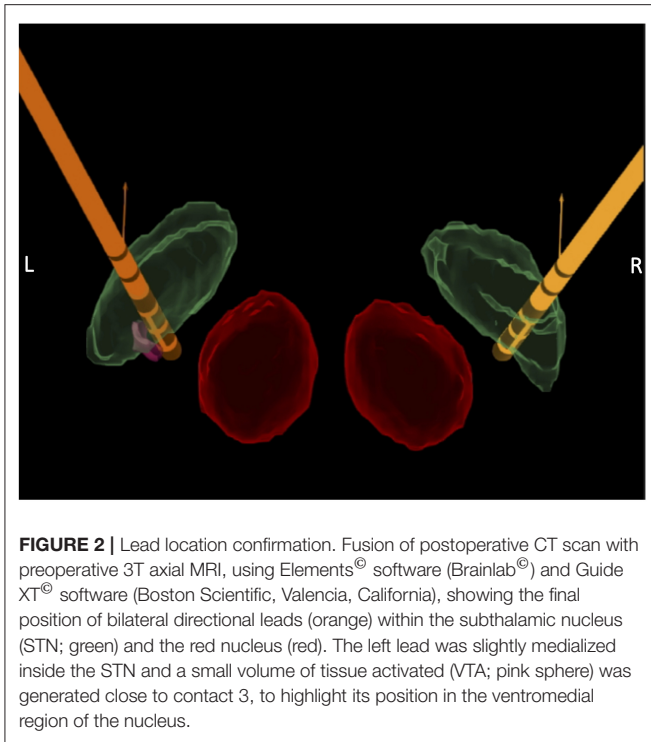 L
R
FIGURE 2 | Lead location confirmation. Fusion of postoperative CT scan with
preoperative 3T axial MRI, using Elements© software (Brainlab©) and Guide
XT© software (Boston Scientific, Valencia, California), showing the final
position of bilateral directional leads (orange) within the subthalamic nucleus
(STN; green) and the red nucleus (red). The left lead was slightly medialized
inside the STN and a small volume of tissue activated (VTA; pink sphere) was
generated close to contact 3, to highlight its position in the ventromedial
region of the nucleus.